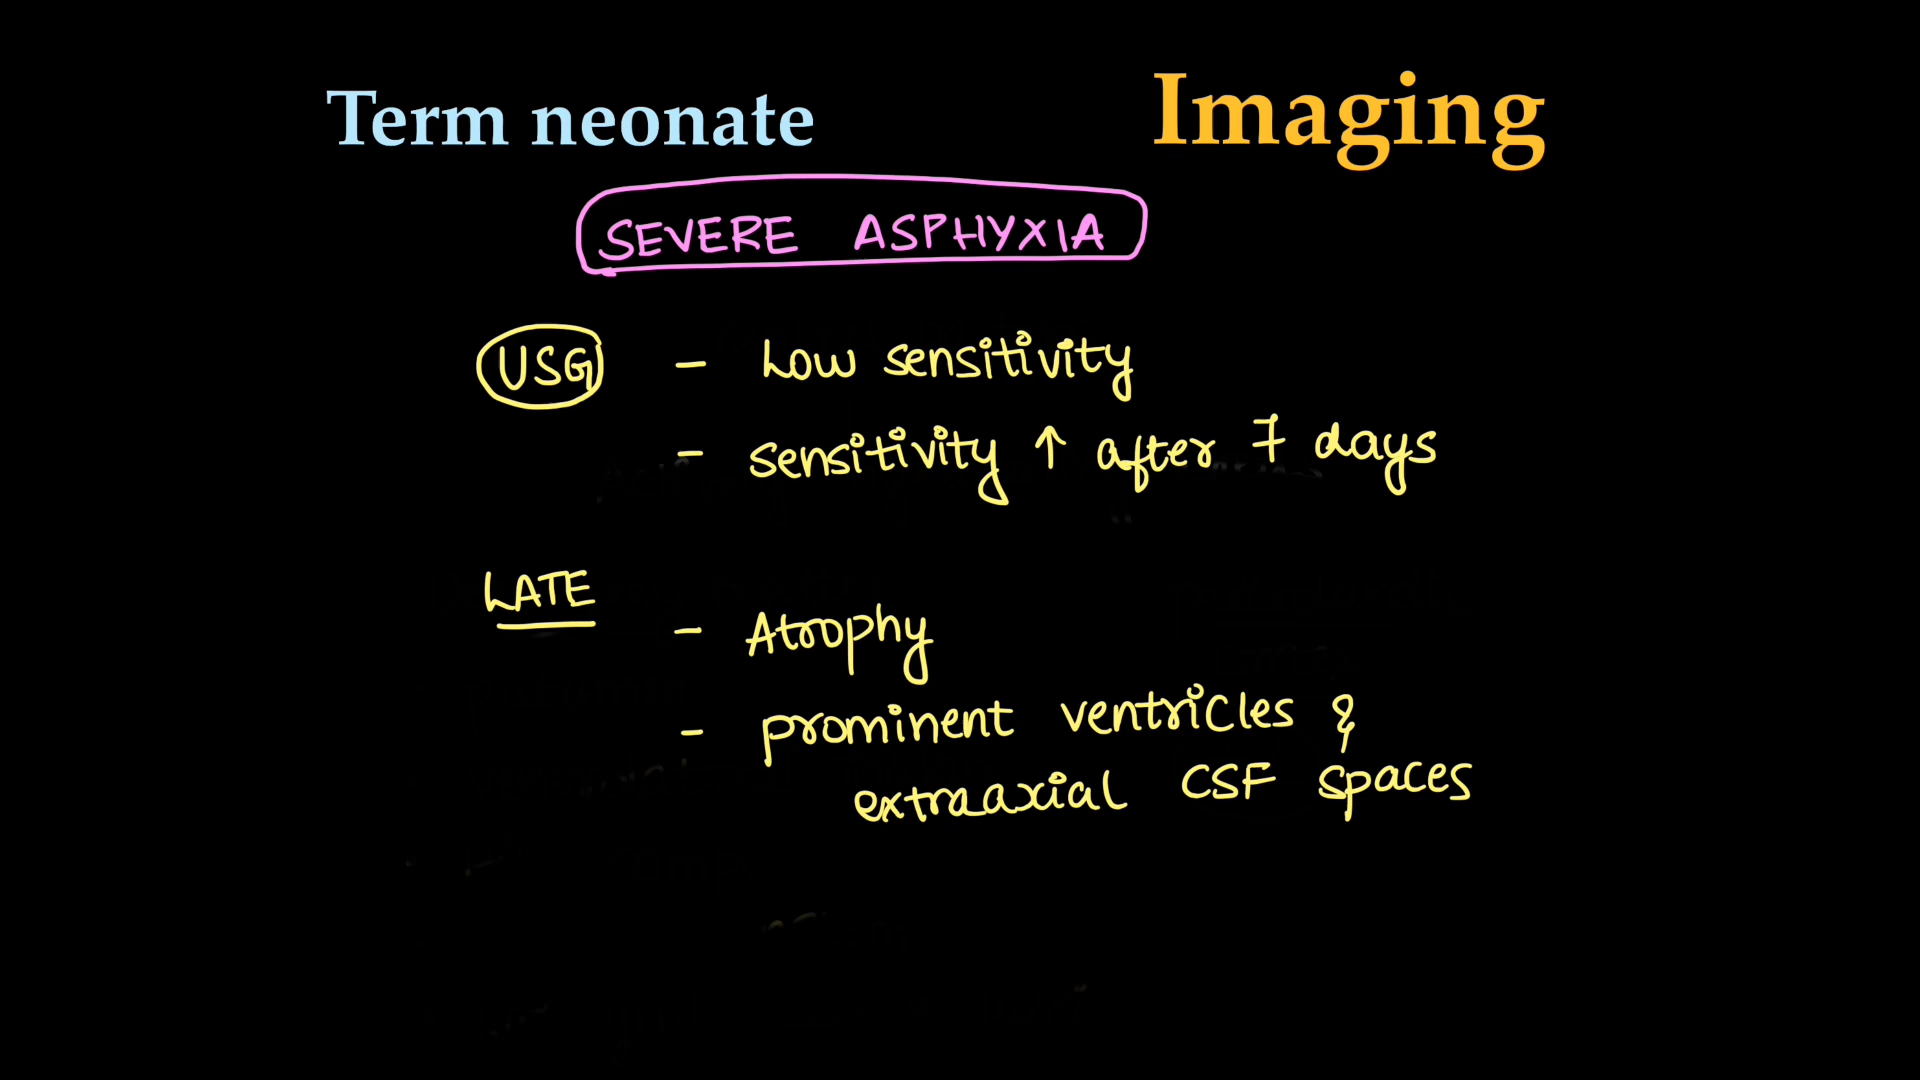 Term neonate
Imaging
SEVERE ASPHYXIA
USG - Low sensitivity
- sensitivity ↑ after 7 days
LATE
- Atrophy
- prominent ventricles &
extraaxial CSF spaces